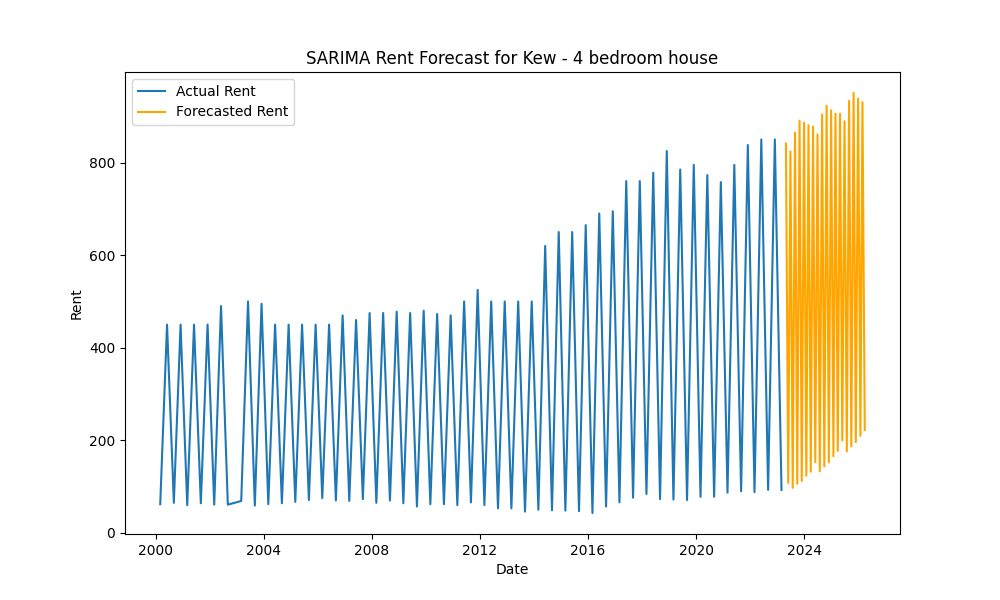 SARIMA Rent Forecast for Kew - 4 bedroom house
Actual Rent
Forecasted Rent
Rent
800
600
400
200
0
2000 2004 2008 2012 2016 2020 2024
Date